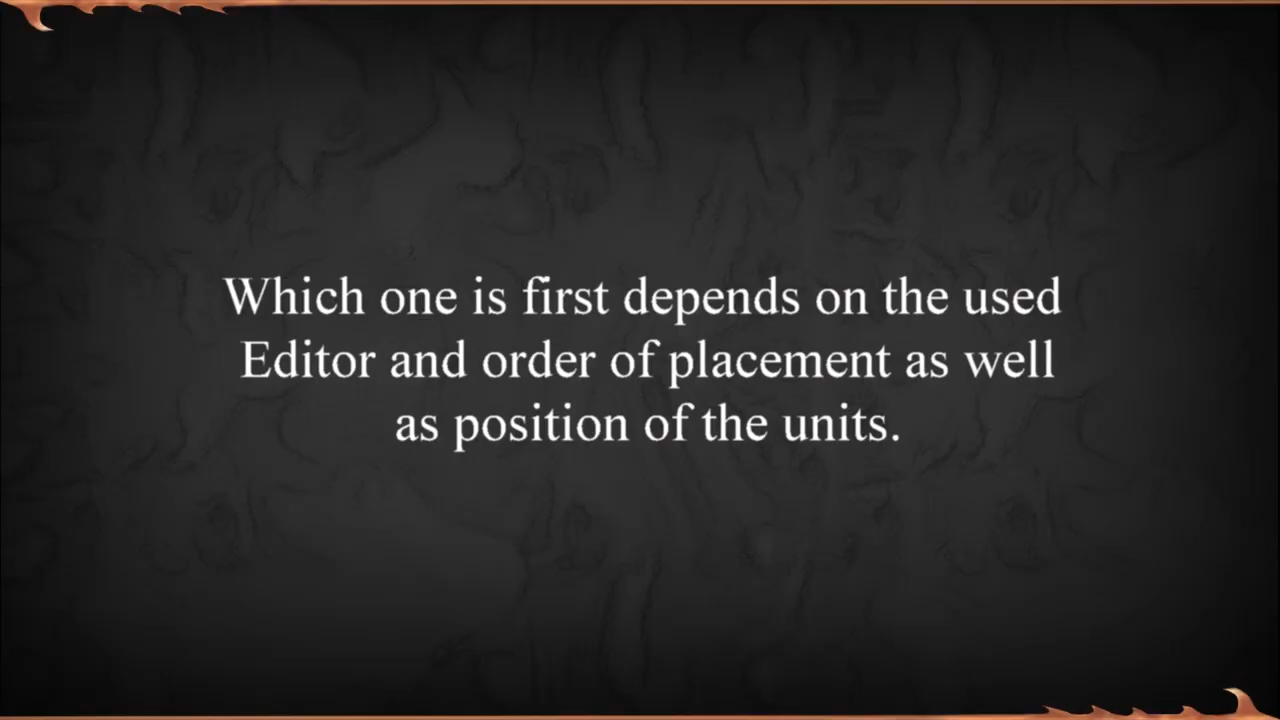 Which one is first depends on the used
Editor and order of placement as well
as position of the units.